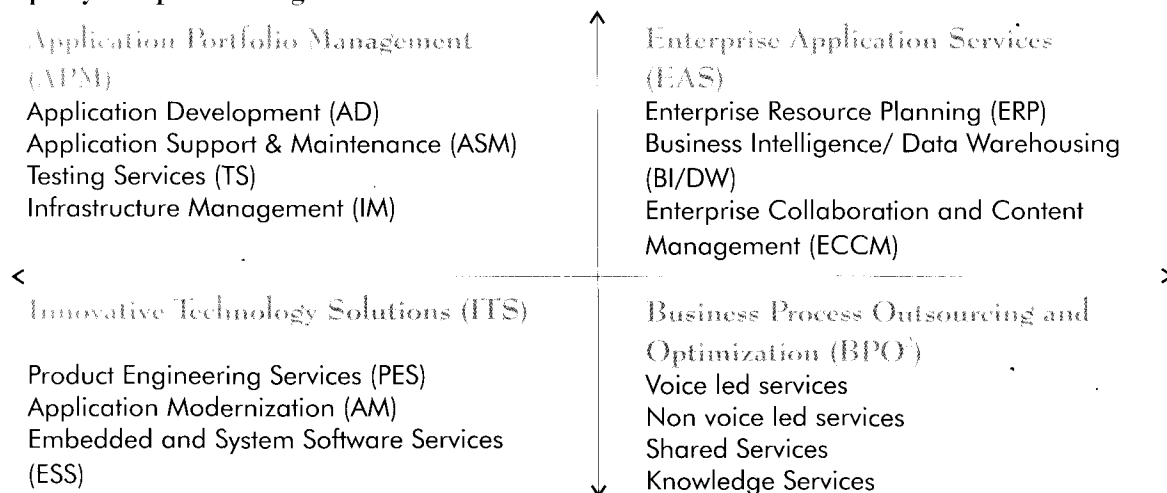 Application Portfolio Management
(APM)
Application Development (AD)
Application Support & Maintenance (ASM)
Testing Services (TS)
Infrastructure Management (IM)
Enterprise Application Services
(EAS)
Enterprise Resource Planning (ERP)
Business Intelligence/ Data Warehousing
(BI/DW)
Enterprise Collaboration and Content
Management (ECCM)
Innovative Technology Solutions (ITS)
Product Engineering Services (PES)
Application Modernization (AM)
Embedded and System Software Services
(ESS)
Business Process Outsourcing and
Optimization (BPO)
Voice led services
Non voice led services
Shared Services
Knowledge Services